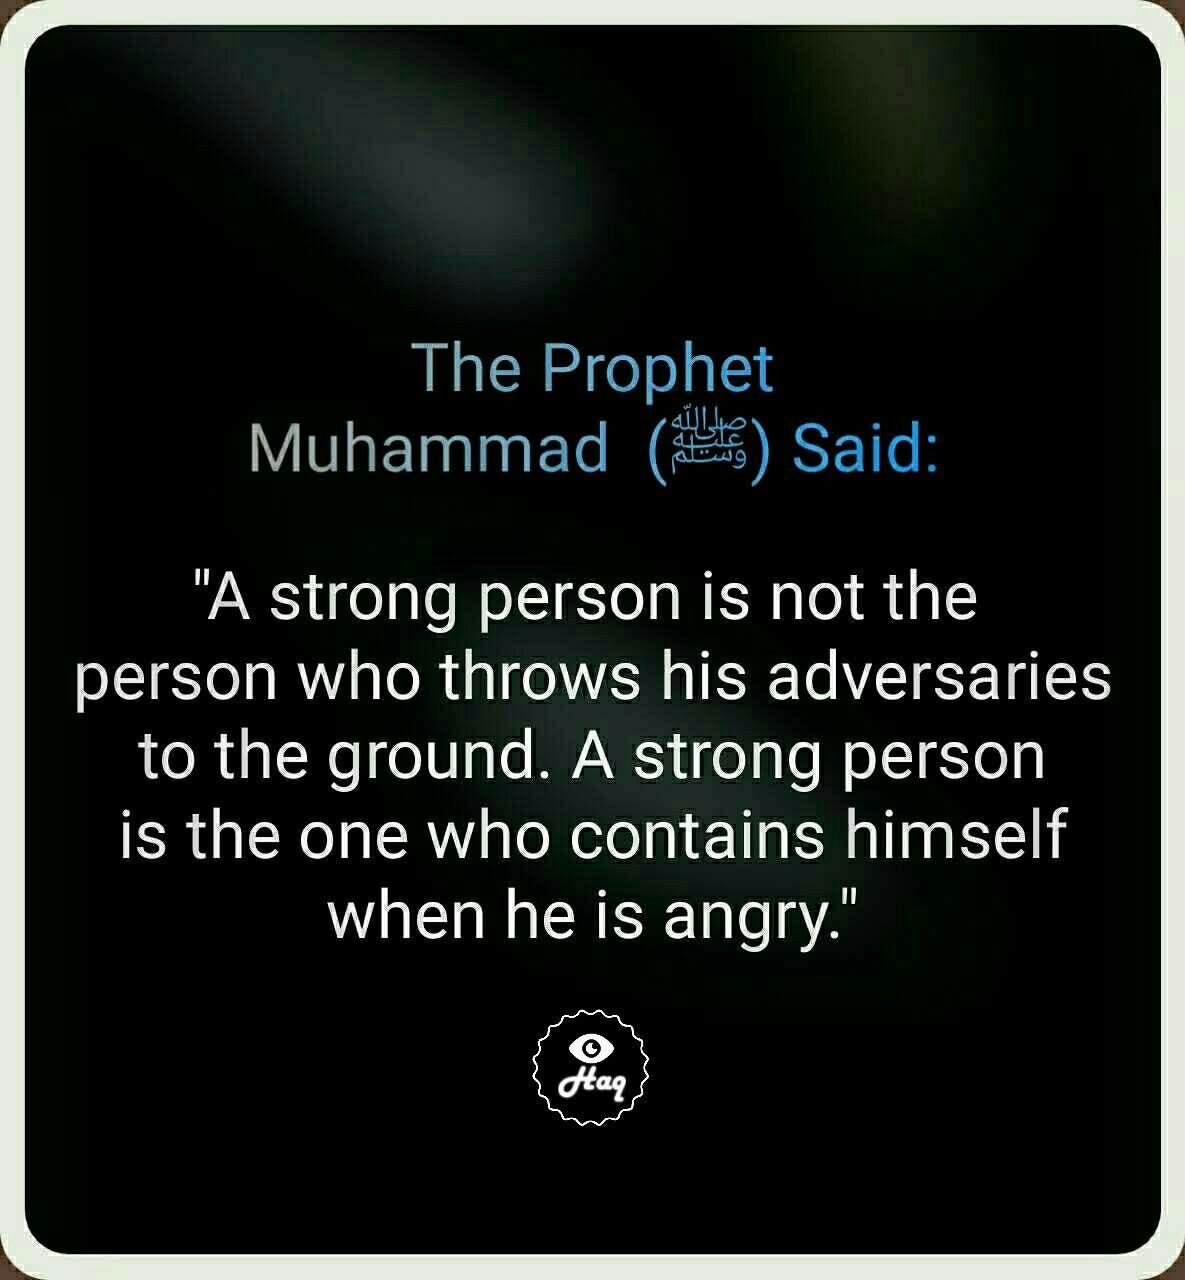 The Prophet
Muhammad (ﷺ) Said:
"A strong person is not the
person who throws his adversaries
to the ground. A strong person
is the one who contains himself
when he is angry."
Haq